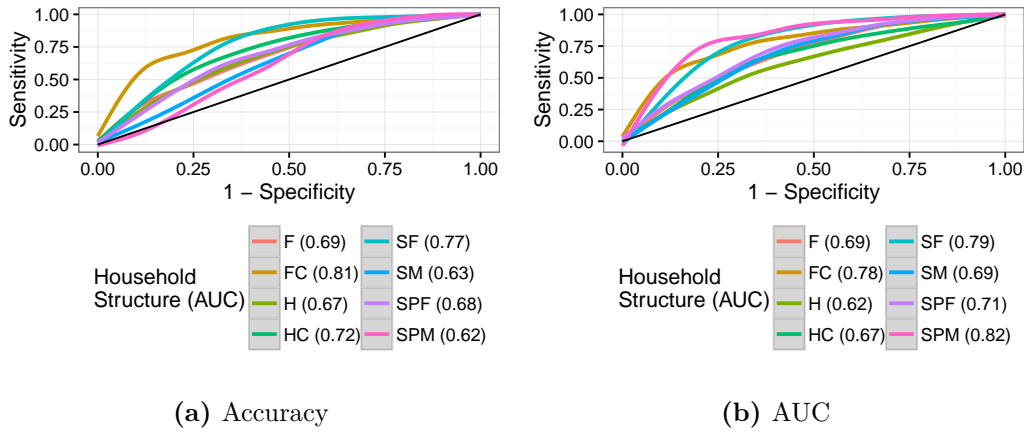 1.00
0.75
0.50
0.25
0.00
Sensitivity
0.00 0.25 0.50 0.75 1.00
1 − Specificity
Household
Structure (AUC)
F (0.69) SF (0.77)
FC (0.81) SM (0.63)
H (0.67) SPF (0.68)
HC (0.72) SPM (0.62)
(a) Accuracy
1.00
0.75
0.50
0.25
0.00
Sensitivity
0.00 0.25 0.50 0.75 1.00
1 − Specificity
Household
Structure (AUC)
F (0.69) SF (0.79)
FC (0.78) SM (0.69)
H (0.62) SPF (0.71)
HC (0.67) SPM (0.82)
(b) AUC